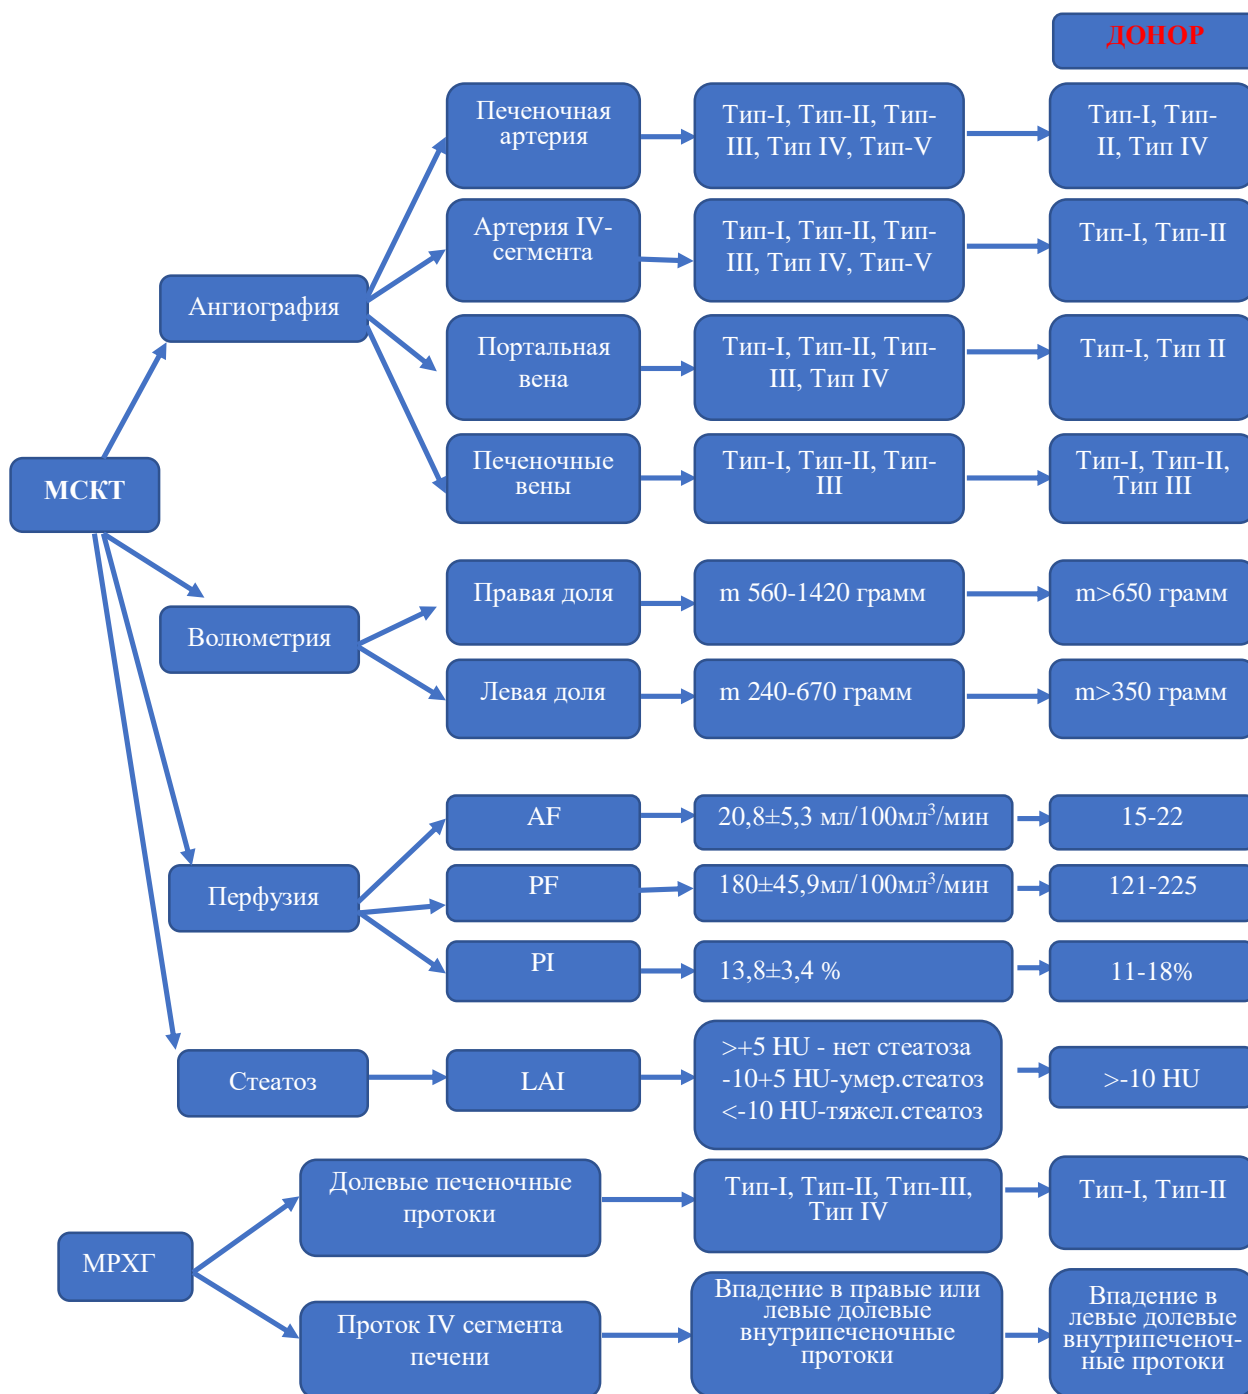 ДОНОР
Печеночная
артерия
Тип-I, Тип-II, Тип-
III, Тип IV, Тип-V
Тип-I, Тип-
II, Тип IV
Артерия IV-
сегмента
Тип-I, Тип-II, Тип-
III, Тип IV, Тип-V
Тип-I, Тип-II
Ангиография
Портальная
вена
Тип-I, Тип-II, Тип-
III, Тип IV
Тип-I, Тип II
Печеночные
вены
Тип-I, Тип-II, Тип-
III
Тип-I, Тип-II,
Тип III
МСКТ
Волюметрия
Правая доля
m 560-1420 грамм
m>650 грамм
Левая доля
m 240-670 грамм
m>350 грамм
Перфузия
AF
20,8±5,3 мл/100мл³/мин
15-22
PF
180±45,9мл/100мл³/мин
121-225
PI
13,8±3,4 %
11-18%
Стеатоз
LAI
>+5 HU - нет стеатоза
-10+5 HU-умер.стеатоз
<-10 HU-тяжел.стеатоз
>-10 HU
МРХГ
Долевые печеночные
протоки
Тип-I, Тип-II, Тип-III,
Тип IV
Тип-I, Тип-II
Проток IV сегмента
печени
Впадение в правые или
левые долевые
внутрипеченочные
протоки
Впадение в
левые долевые
внутрипеченоч-
ные протоки